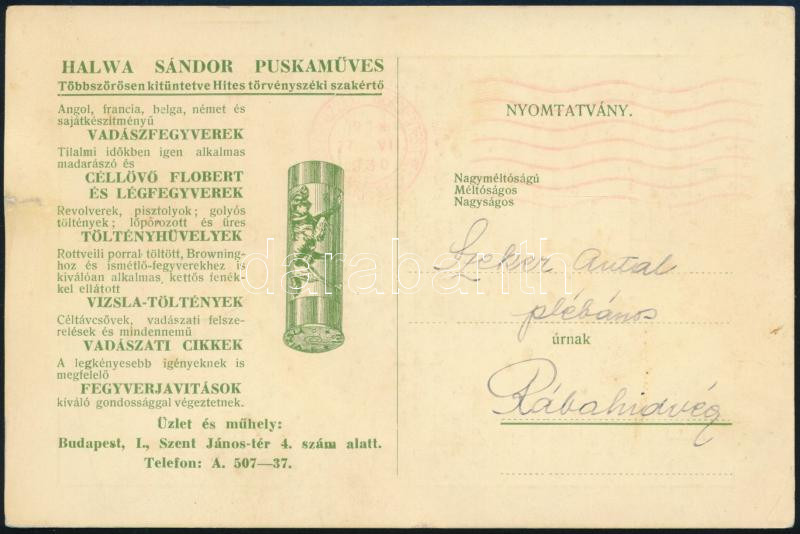 HALWA SÁNDOR PUSKAMŰVES
Többszörösen kitüntetve Hites törvényszéki szakértő
Angol, francia, belga, német és
sajátkészítményű
VADÁSZFEGYVEREK
Tilalmi időkben igen alkalmas
madarászó és
CÉLLÖVŐ FLOBERT
ÉS LÉGFEGYVEREK
Revolverek, pisztolyok; golyós
töltények; lőporozott és üres
TÖLTÉNYHÜVELYEK
Rottveili porral töltött, Browning-
hoz és ismétlő-fegyverekhez is
kiválóan alkalmas, kettős fenék-
kel ellátott
VIZSLA-TÖLTÉNYEK
Céltávcsövek, vadászati felsze-
relések és mindennemű
VADÁSZATI CIKKEK
A legkényesebb igényeknek is
megfelelő
FEGYVERJAVITÁSOK
kiváló gondossággal végeztetnek.
Üzlet és műhely:
Budapest, I., Szent János-tér 4. szám alatt.
Telefon: A. 507—37.
NYOMTATVÁNY.
Nagyméltóságú
Méltóságos
Nagyságos
Szeker Antal
plébános
úrnak
Rábahidvég
darabanth